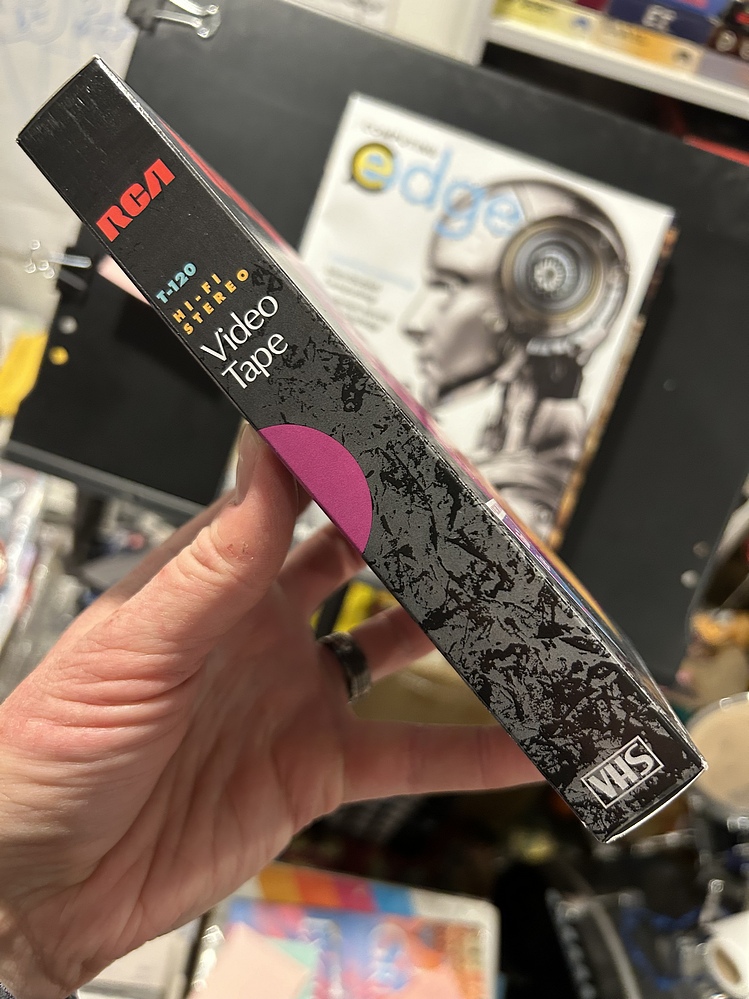 RCA
T-120
HI-FI
STEREO
Video
Tape
VHS
edge